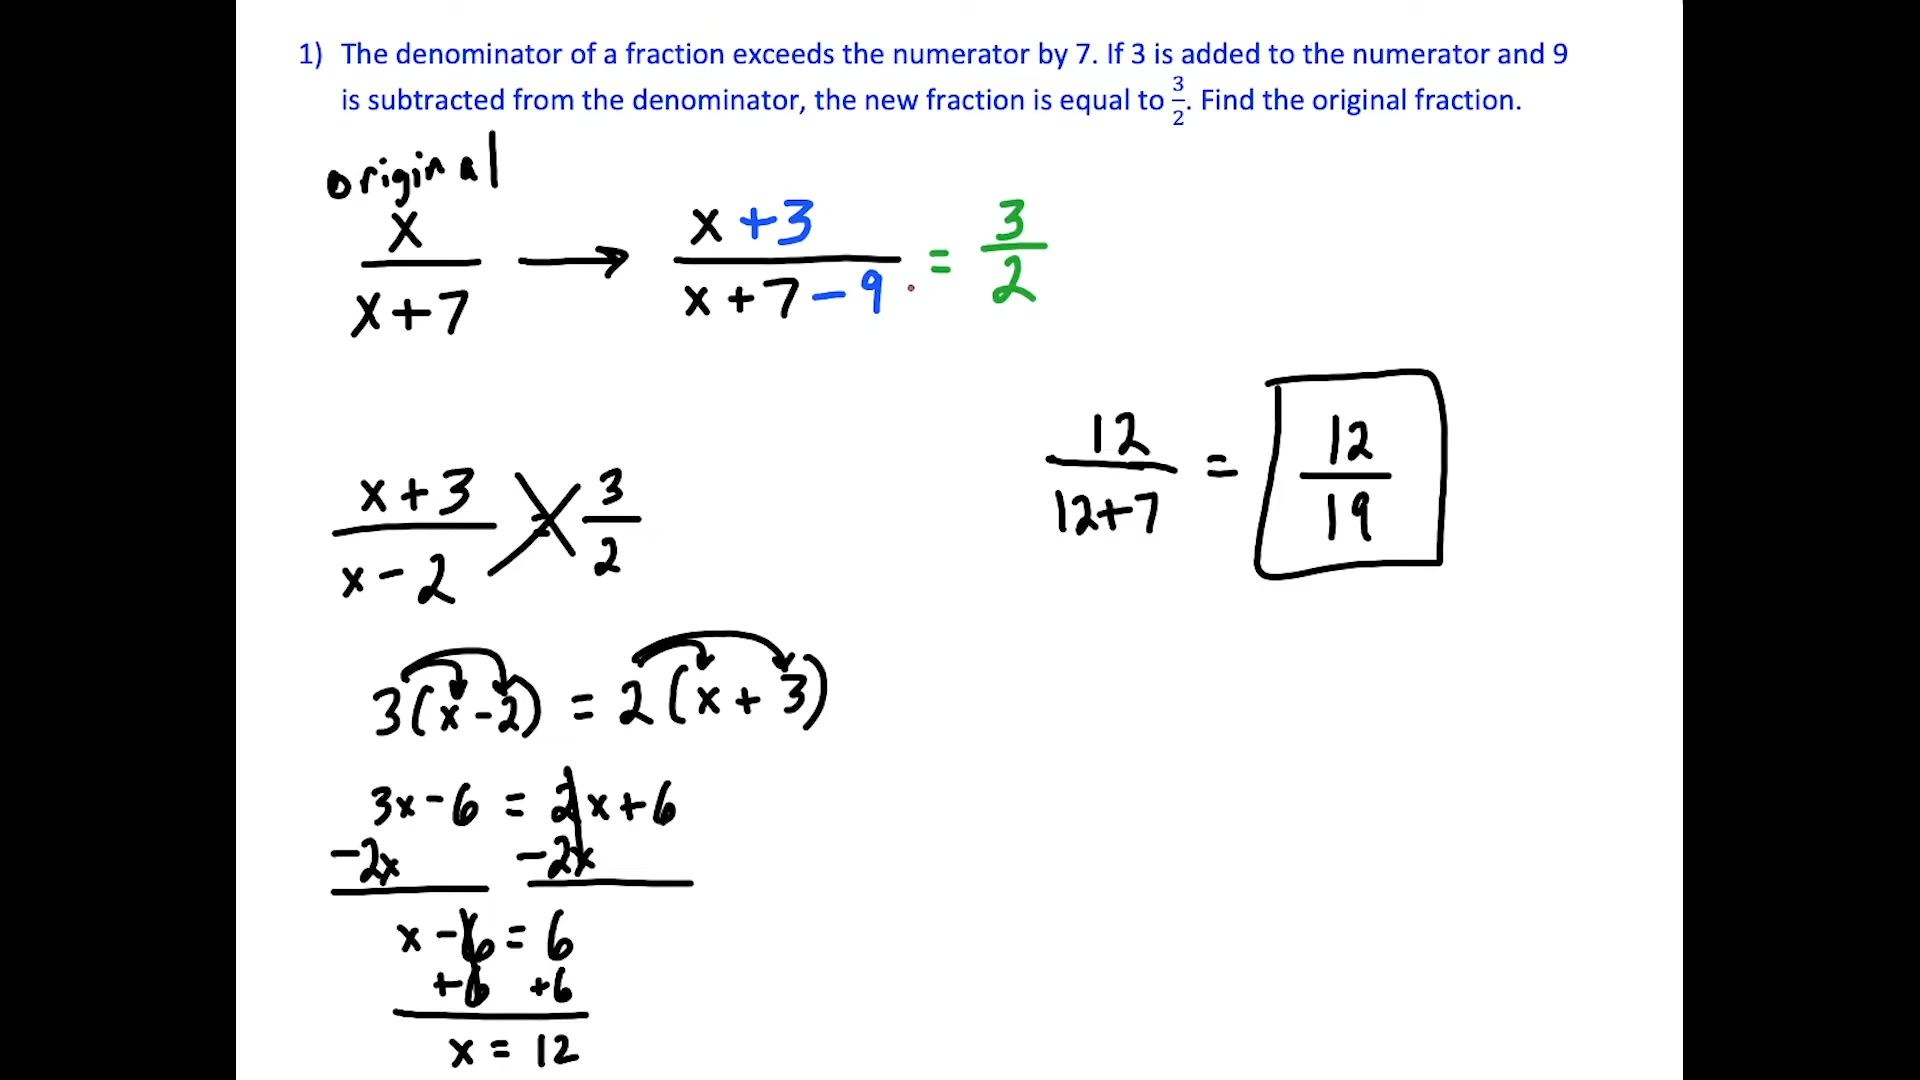 1) The denominator of a fraction exceeds the numerator by 7. If 3 is added to the numerator and 9
is subtracted from the denominator, the new fraction is equal to 3/2. Find the original fraction.
original
x/(x+7) → (x+3)/(x+7-9) = 3/2
12/(12+7) = 12/19
(x+3)/(x-2) = 3/2
3(x-2) = 2(x+3)
3x-6 = 2x+6
-2x -2x
x-6 = 6
+6 +6
x = 12